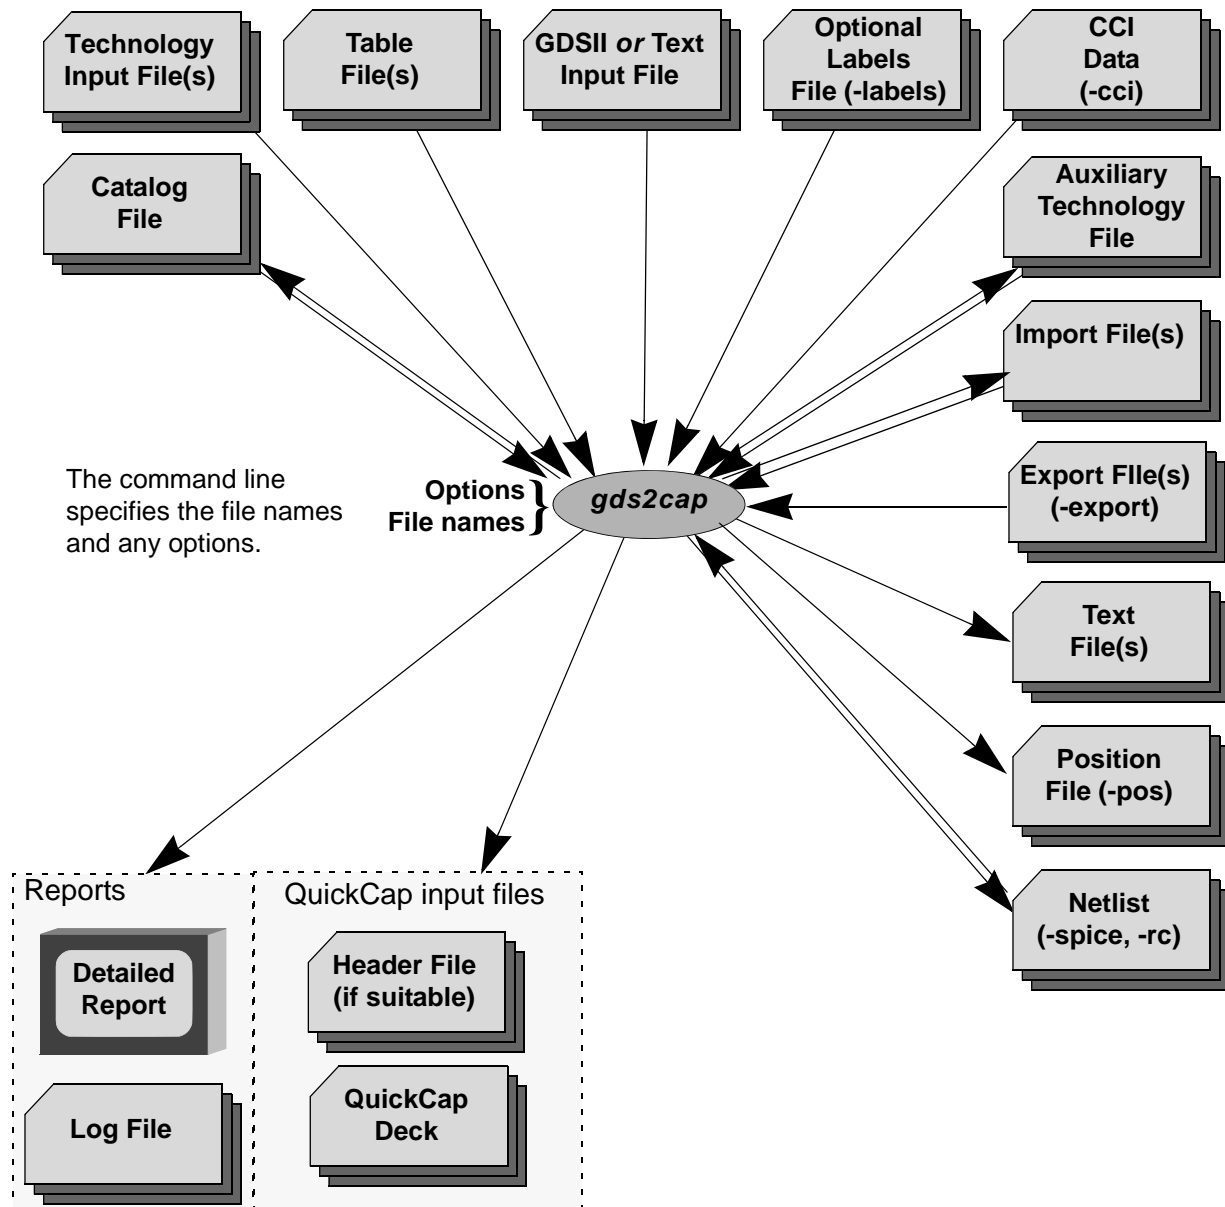 Technology
Input File(s)
Table
File(s)
GDSII or Text
Input File
Optional
Labels
File (-labels)
CCI
Data
(-cci)
Catalog
File
Auxiliary
Technology
File
Import File(s)
The command line
specifies the file names
and any options.
Options
File names
}
gds2cap
Export FIle(s)
(-export)
Text
File(s)
Position
File (-pos)
Netlist
(-spice, -rc)
Reports
Detailed
Report
Log File
QuickCap input files
Header File
(if suitable)
QuickCap
Deck